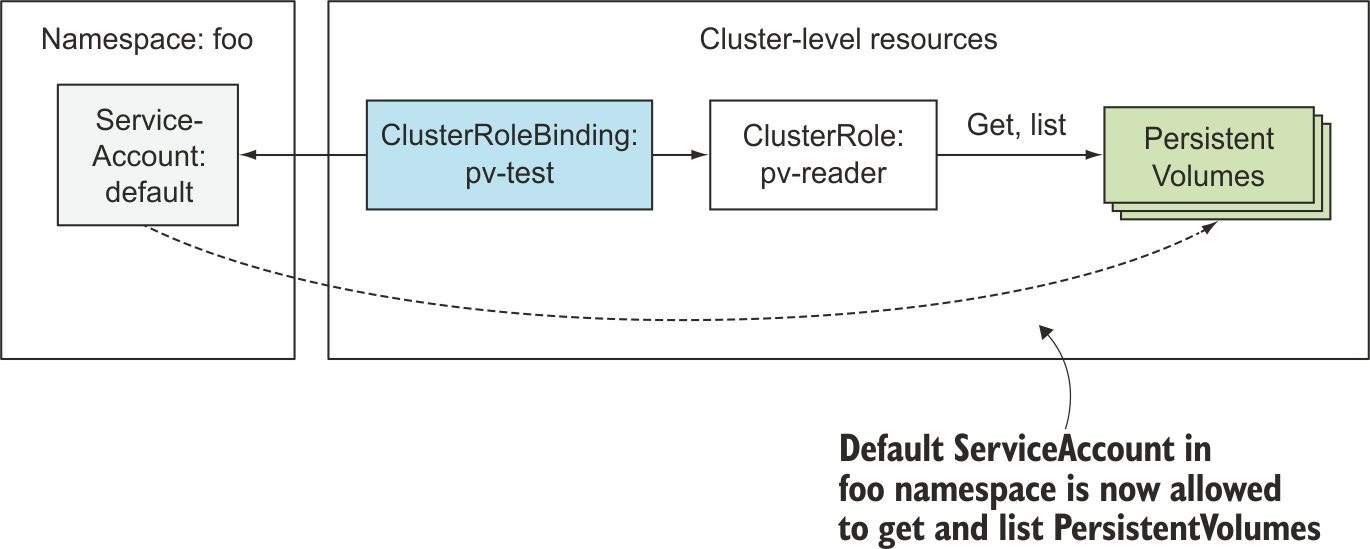 Namespace: foo
Cluster-level resources
Service-
Account:
default
ClusterRoleBinding:
pv-test
ClusterRole:
pv-reader
Get, list
Persistent
Volumes
Default ServiceAccount in
foo namespace is now allowed
to get and list PersistentVolumes